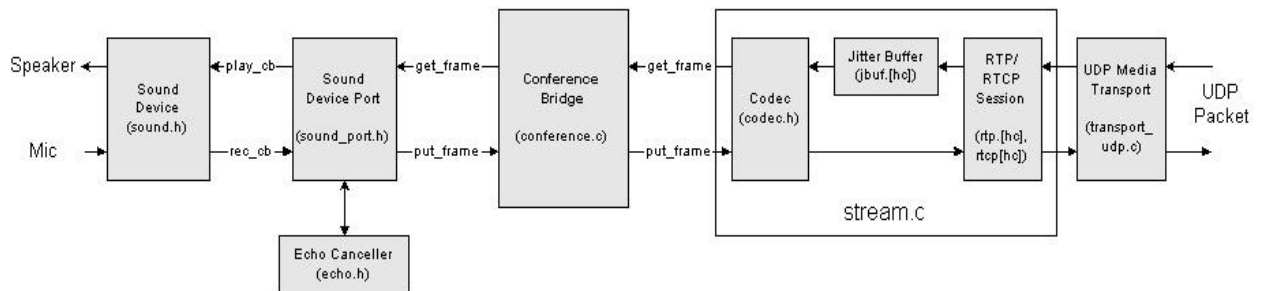 Speaker
Mic
Sound
Device
(sound.h)
play_cb
rec_cb
Sound
Device Port
(sound_port.h)
Echo Canceller
(echo.h)
get_frame
put_frame
Conference
Bridge
(conference.c)
get_frame
put_frame
Codec
(codec.h)
Jitter Buffer
(jbuf.[hc)
RTP/
RTCP
Session
(rtp.[hc],
rtcp[hc])
stream.c
UDP Media
Transport
(transport_
udp.c)
UDP
Packet